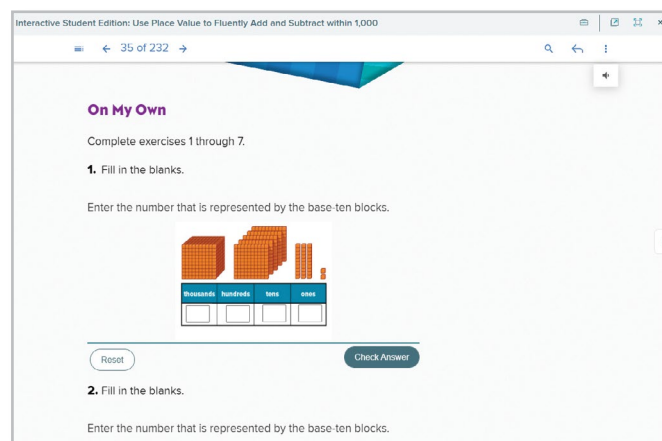 Interactive Student Edition: Use Place Value to Fluently Add and Subtract within 1,000
35 of 232
On My Own
Complete exercises 1 through 7.
1. Fill in the blanks.
Enter the number that is represented by the base-ten blocks.
thousands hundreds tens ones
Reset
Check Answer
2. Fill in the blanks.
Enter the number that is represented by the base-ten blocks.